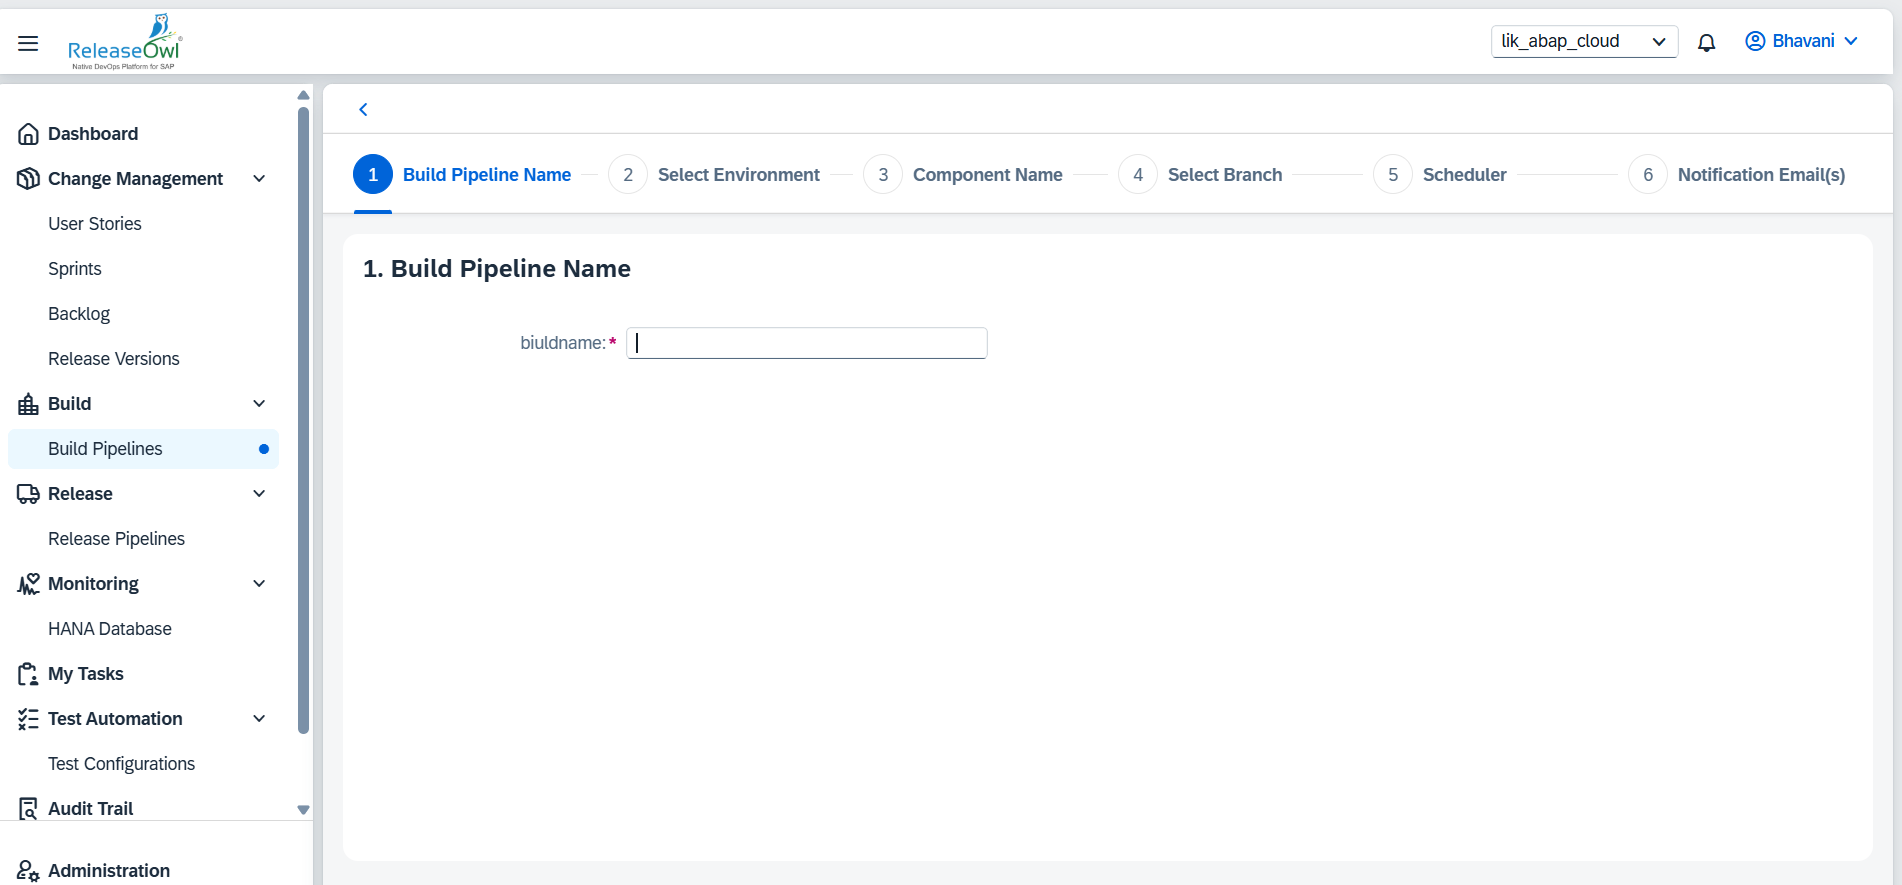 ReleaseOwl®
Native DevOps Platform for SAP
lik_abap_cloud
Bhavani
Dashboard
Change Management
User Stories
Sprints
Backlog
Release Versions
Build
Build Pipelines
Release
Release Pipelines
Monitoring
HANA Database
My Tasks
Test Automation
Test Configurations
Audit Trail
Administration
1 Build Pipeline Name 2 Select Environment 3 Component Name 4 Select Branch 5 Scheduler 6 Notification Email(s)
1. Build Pipeline Name
biuldname:*